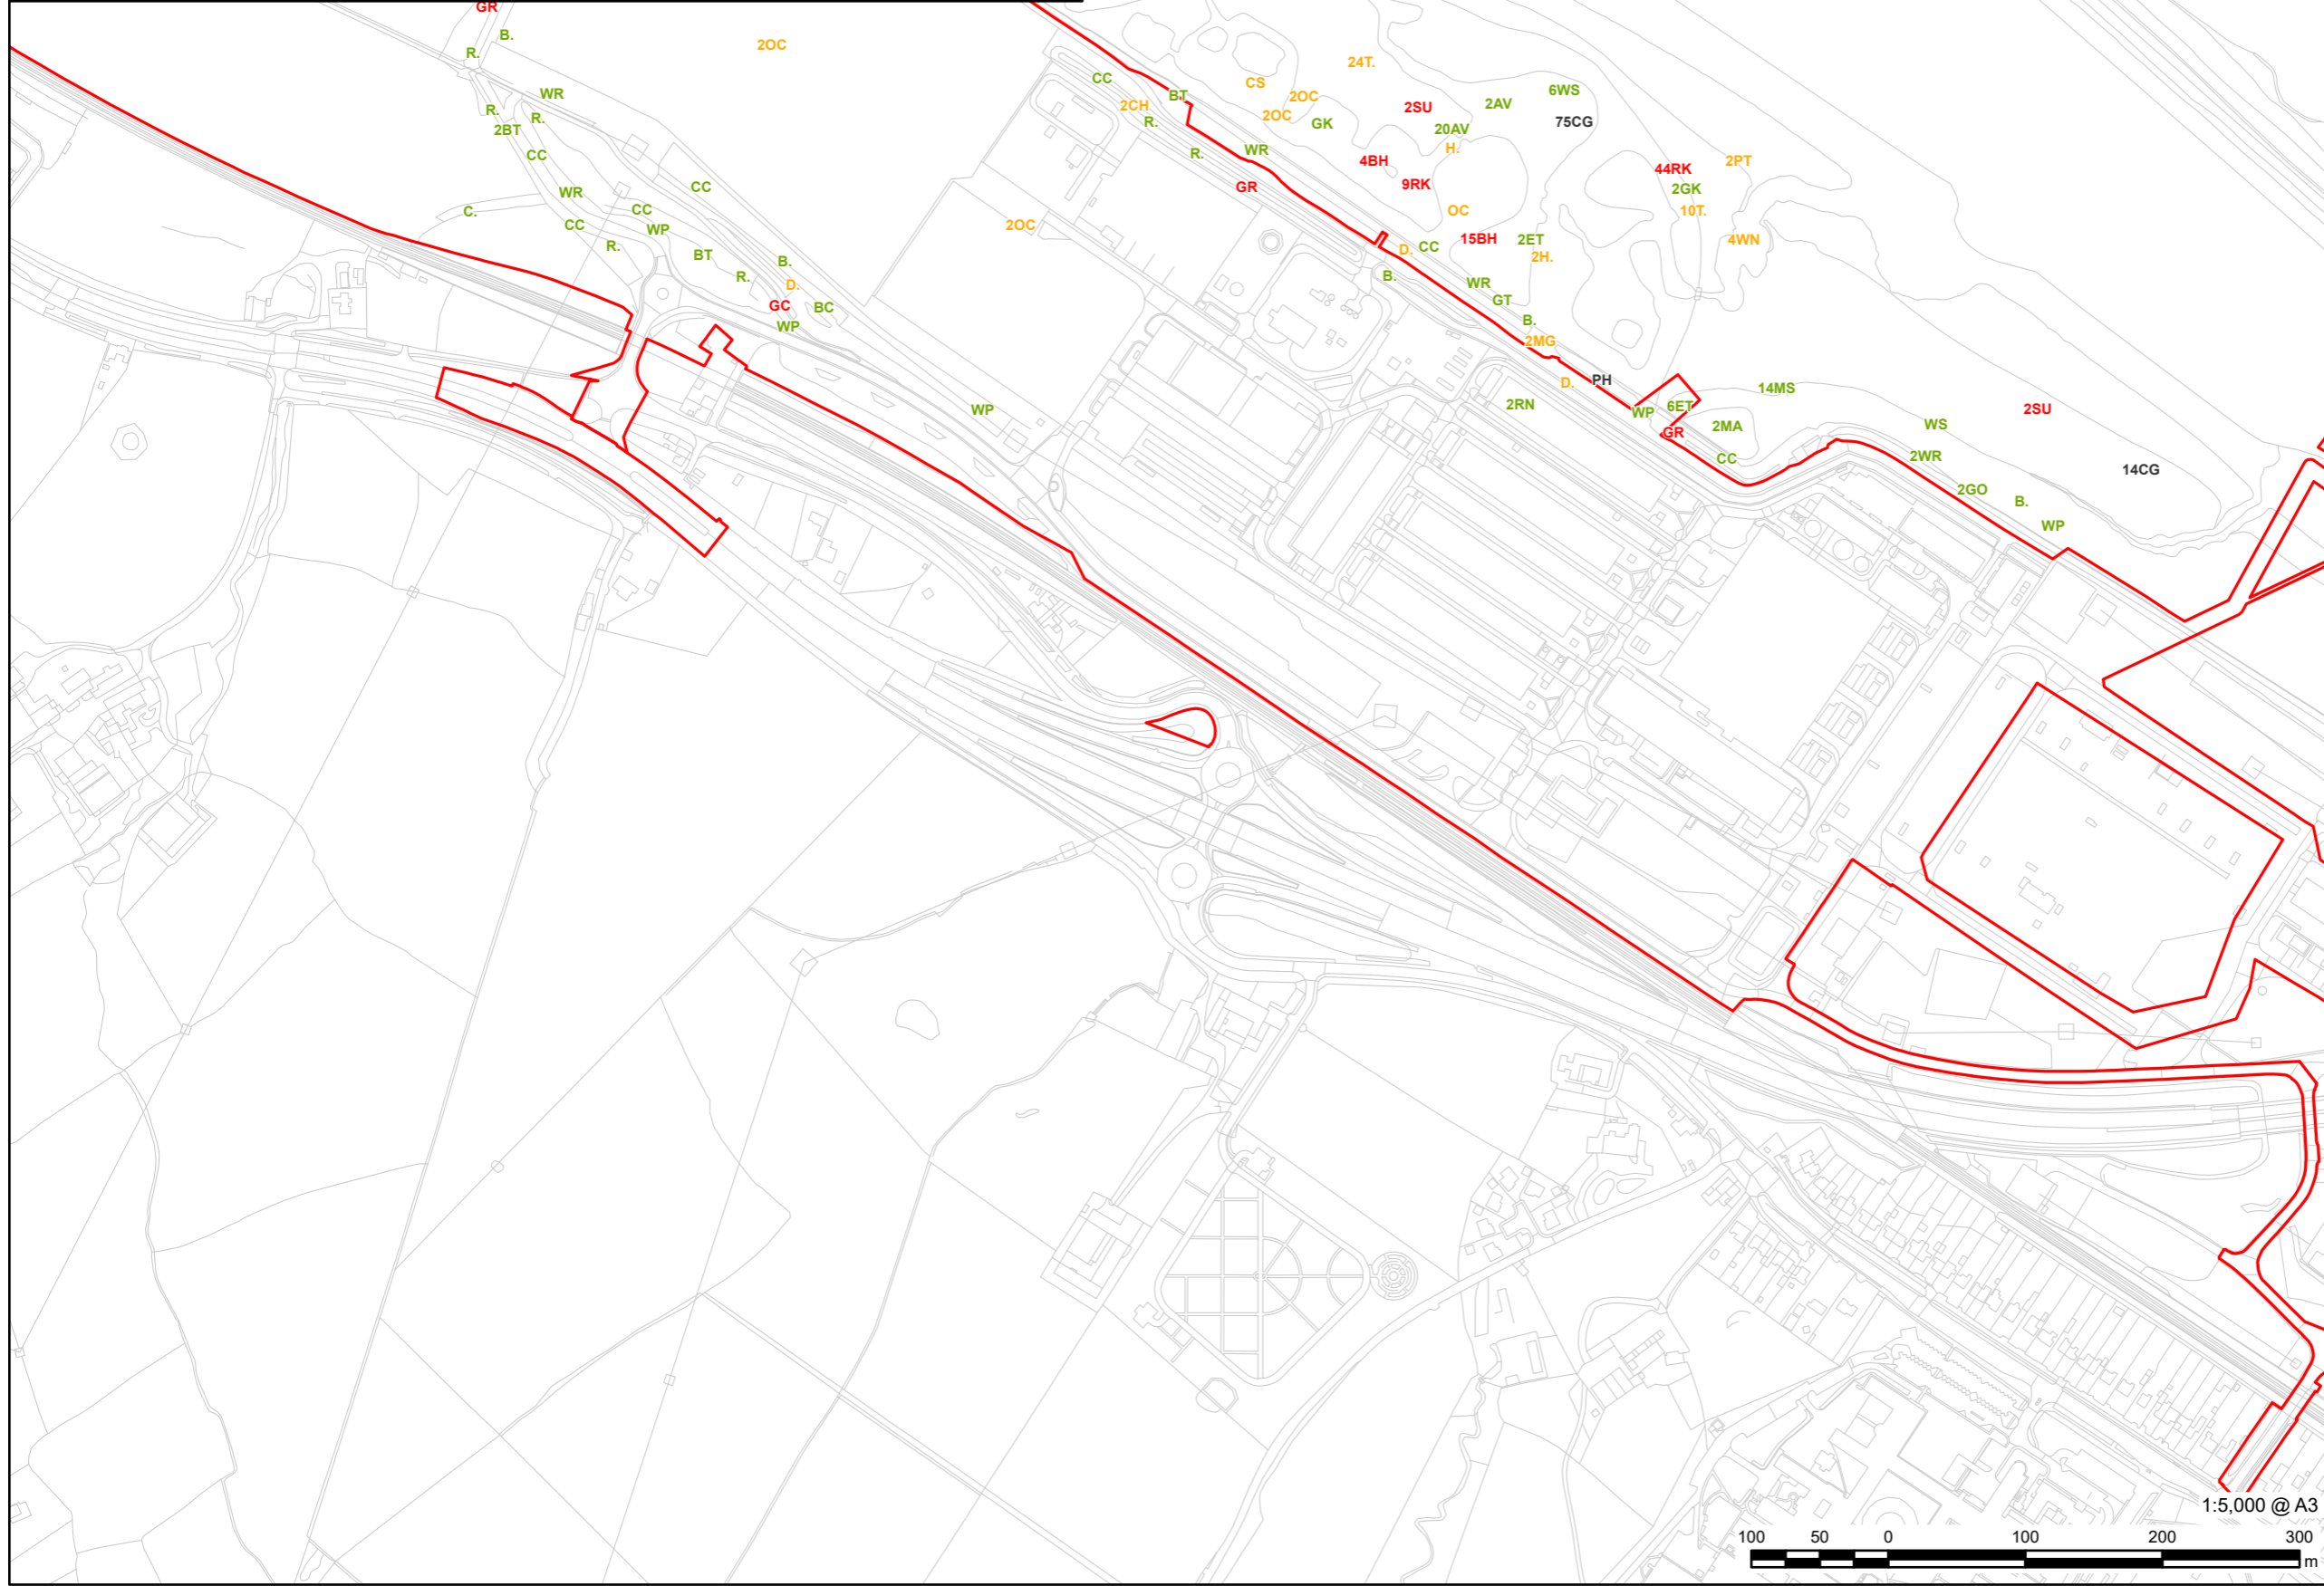 GR
B.
2OC
R.
24T.
CC
CS
6WS
WR
BT
2OC
2CH
2AV
2SU
R.
2OC
R.
R.
75CG
GK
2BT
20AV
H.
WR
CC
R.
4BH
2PT
44RK
9RK
GR
CC
2GK
WR
C.
CC
OC
10T.
CC
2OC
WP
15BH
2ET
4WN
R.
CC
D.
BT
2H.
B.
R.
B.
WR
D.
GT
GC
BC
B.
WP
2MG
PH
D.
14MS
2RN
6ET
WP
2SU
WP
2MA
WS
GR
CC
2WR
14CG
2GO
B.
WP
1:5,000 @ A3
100 50 0 100 200 300
m